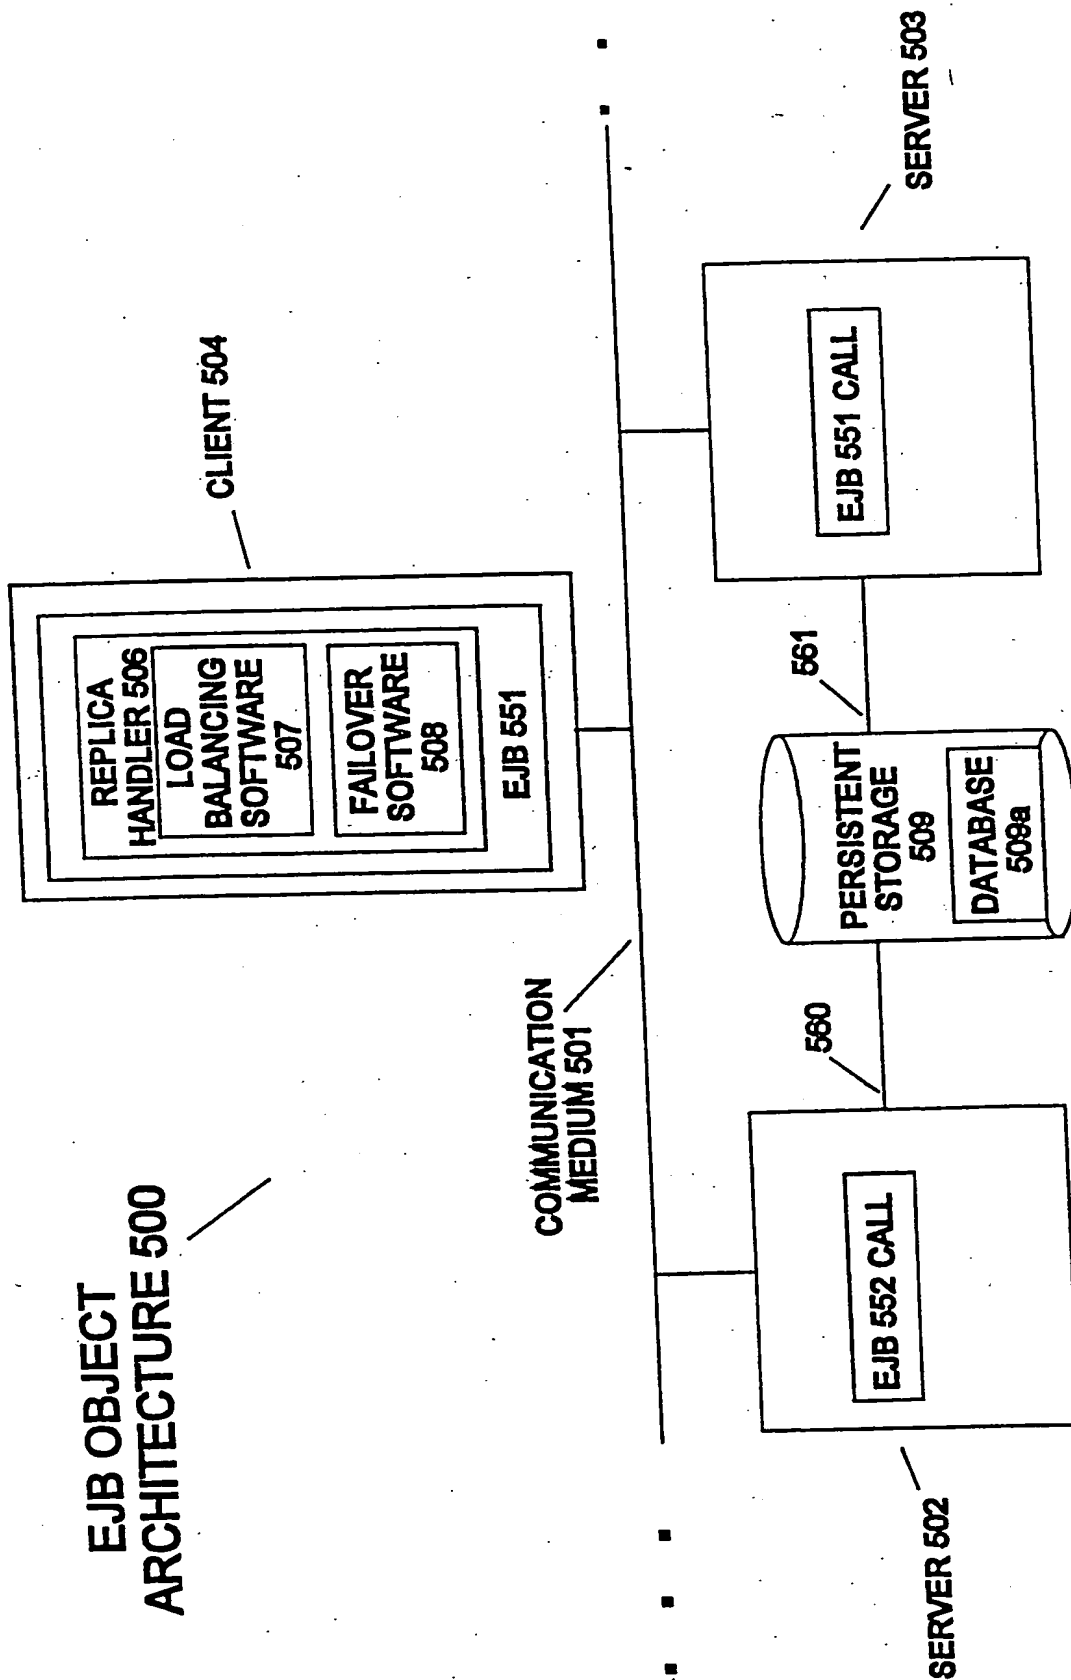 EJB OBJECT
ARCHITECTURE 500
CLIENT 504
REPLICA
HANDLER 506
LOAD
BALANCING
SOFTWARE
507
FAILOVER
SOFTWARE
508
EJB 551
COMMUNICATION
MEDIUM 501
SERVER 502
EJB 552 CALL
560
PERSISTENT
STORAGE
509
DATABASE
509a
561
EJB 551 CALL
SERVER 503